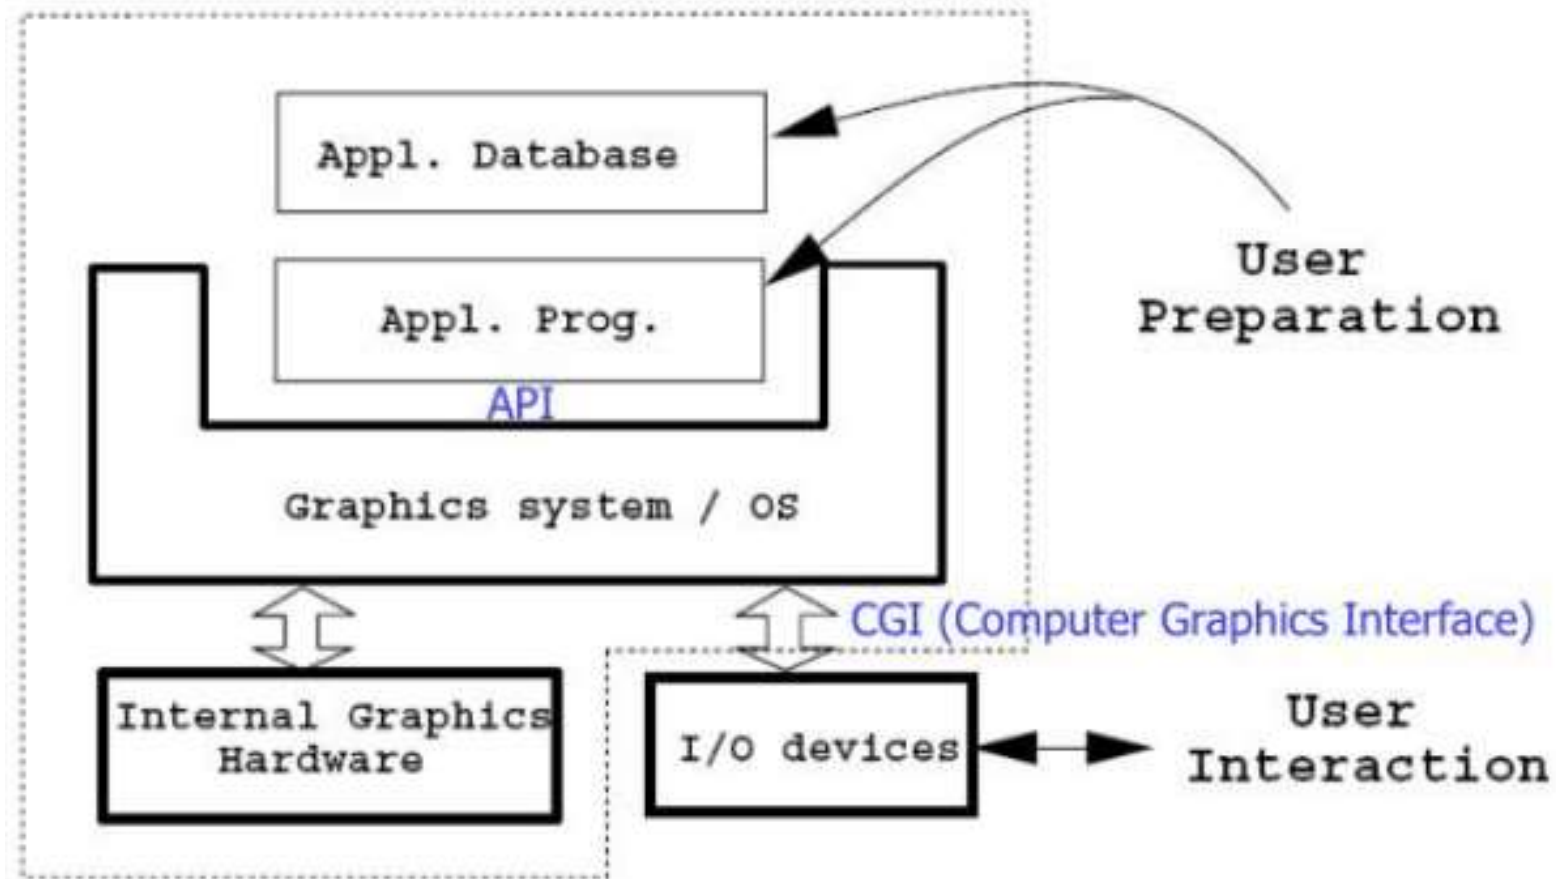 Appl. Database
User
Preparation
Appl. Prog.
API
Graphics system / OS
CGI (Computer Graphics Interface)
Internal Graphics
Hardware
I/O devices
User
Interaction